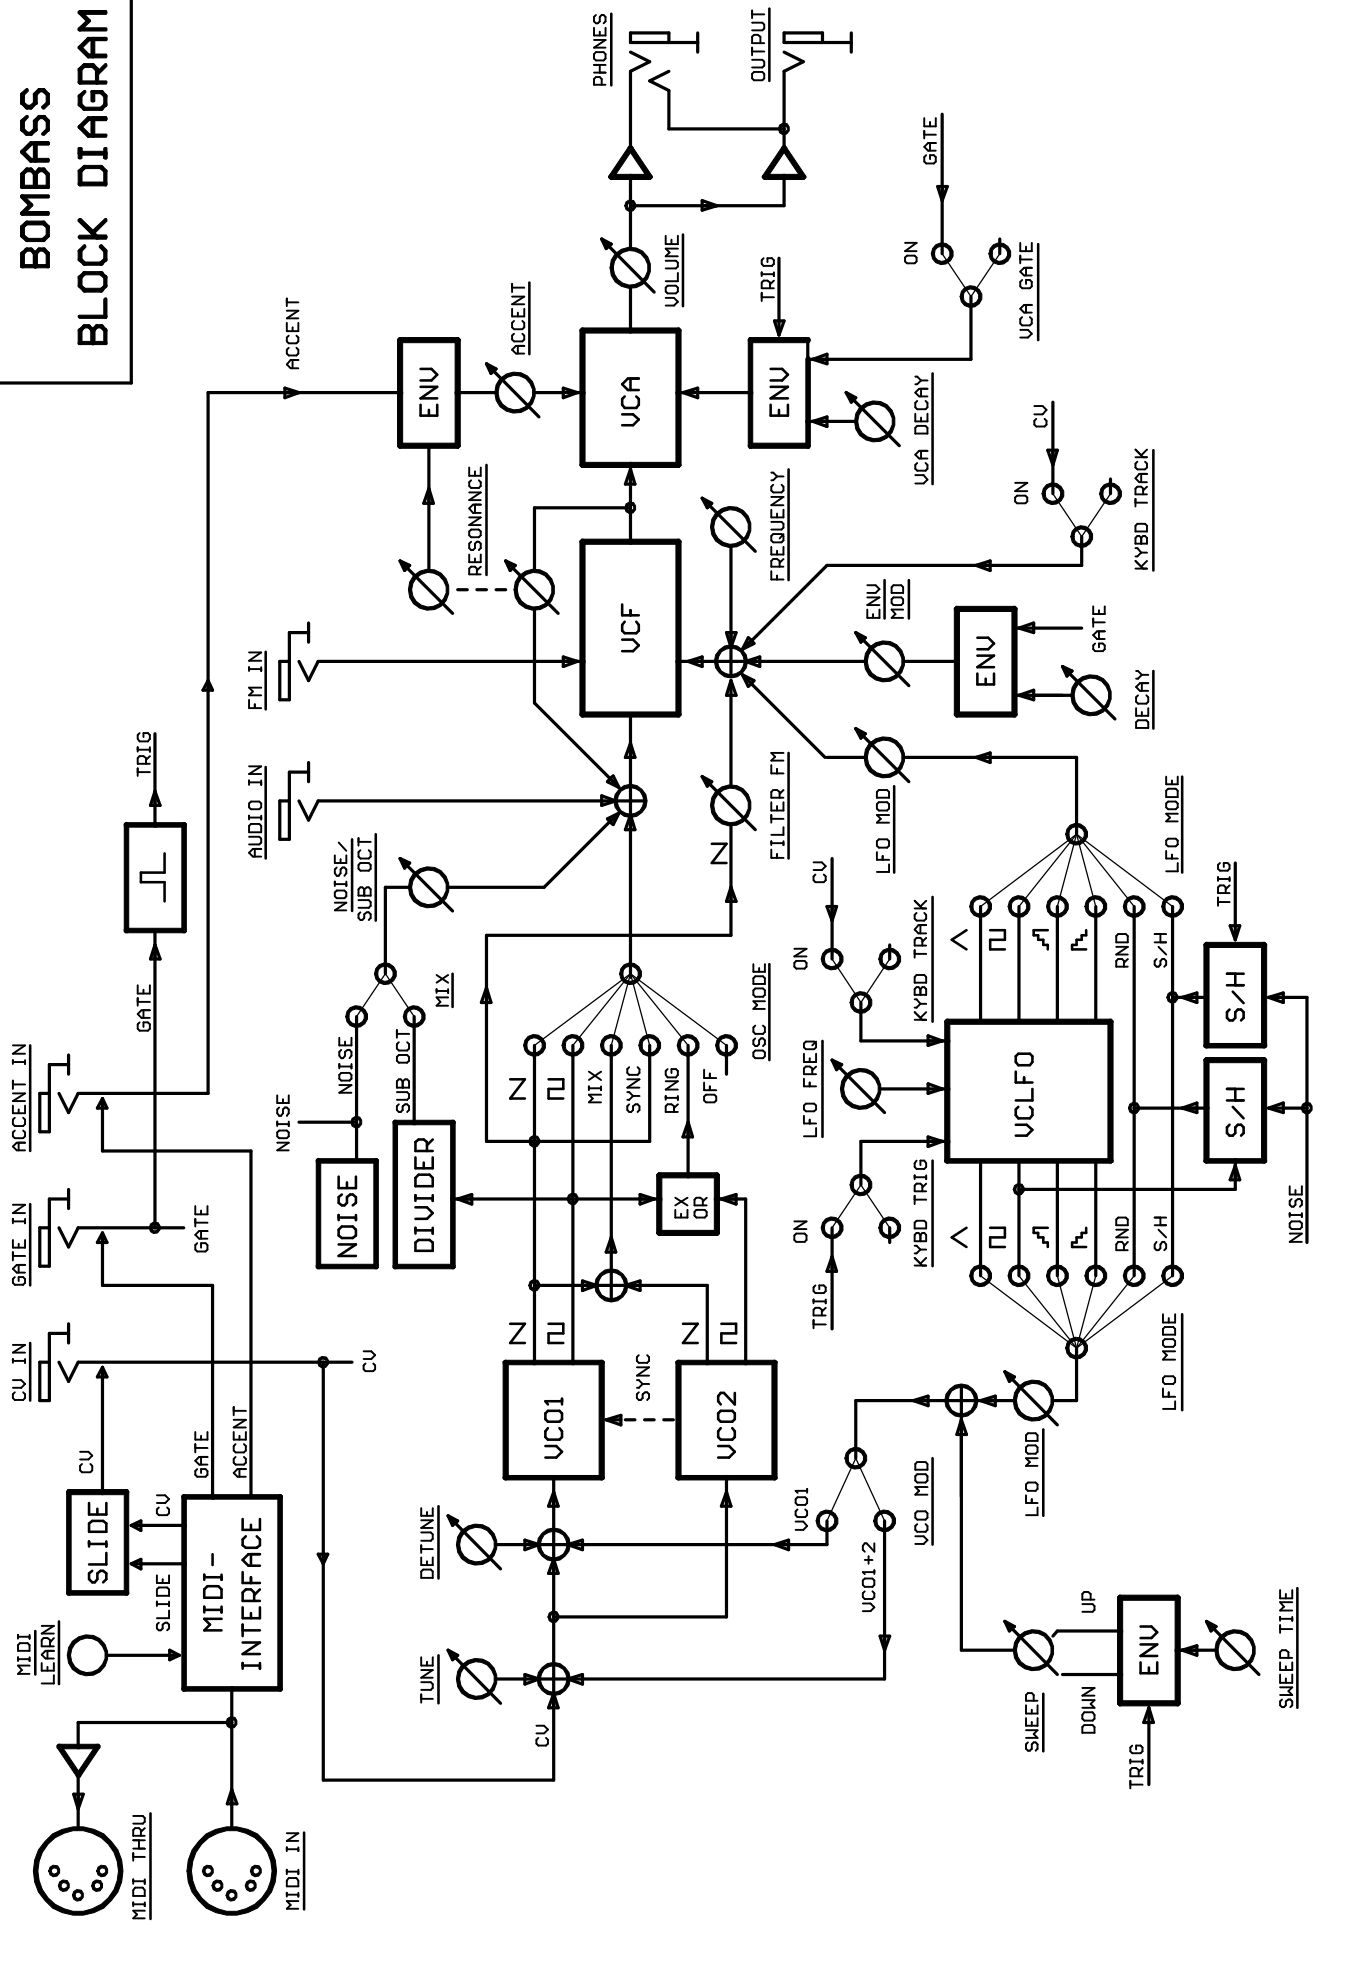 BOMBASS
BLOCK DIAGRAM
MIDI THRU
MIDI IN
MIDI
LEARN
SLIDE
SLIDE
CV
MIDI-
INTERFACE
CV
GATE
ACCENT
CV IN
CV
GATE IN
GATE
ACCENT IN
GATE
TRIG
ACCENT
AUDIO IN
FM IN
NOISE
NOISE
NOISE
SUB OCT
DIVIDER
MIX
NOISE/
SUB OCT
RESONANCE
ENV
ACCENT
CV
TUNE
DETUNE
VCO1
SYNC
VCO2
EX
OR
MIX
SYNC
RING
OFF
OSC MODE
VCF
VCA
VOLUME
PHONES
OUTPUT
FILTER FM
FREQUENCY
ENV
TRIG
VCA DECAY
GATE
ON
VCA GATE
CV
ON
KYBD TRACK
ENV
MOD
ENV
GATE
DECAY
LFO MOD
LFO MODE
VCO1
VCO1+2
VCO MOD
LFO MOD
LFO MODE
TRIG
ON
KYBD TRIG
LFO FREQ
CV
ON
KYBD TRACK
VCLFO
RND
S/H
RND
S/H
S/H
S/H
TRIG
NOISE
SWEEP
UP
DOWN
ENV
TRIG
SWEEP TIME